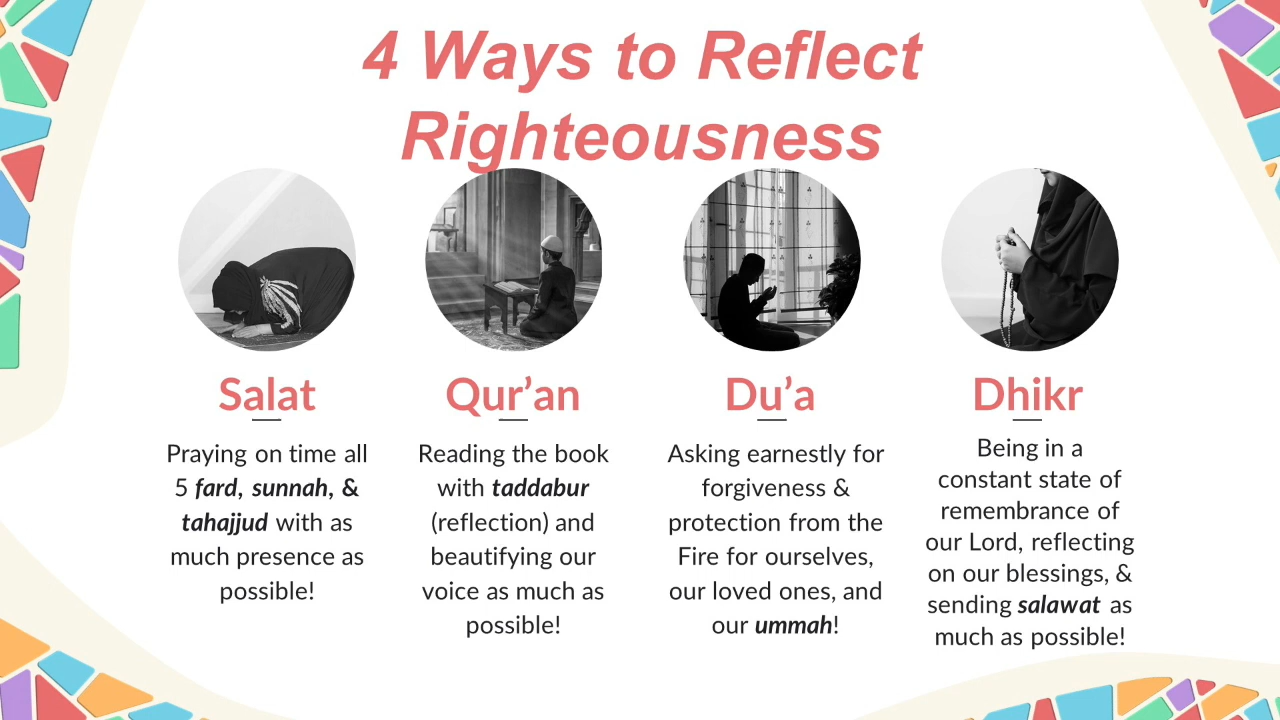 4 Ways to Reflect
Righteousness
Salat
Praying on time all
5 fard, sunnah, &
tahajjud with as
much presence as
possible!
Qur’an
Reading the book
with taddabur
(reflection) and
beautifying our
voice as much as
possible!
Du’a
Asking earnestly for
forgiveness &
protection from the
Fire for ourselves,
our loved ones, and
our ummah!
Dhikr
Being in a
constant state of
remembrance of
our Lord, reflecting
on our blessings, &
sending salawat as
much as possible!